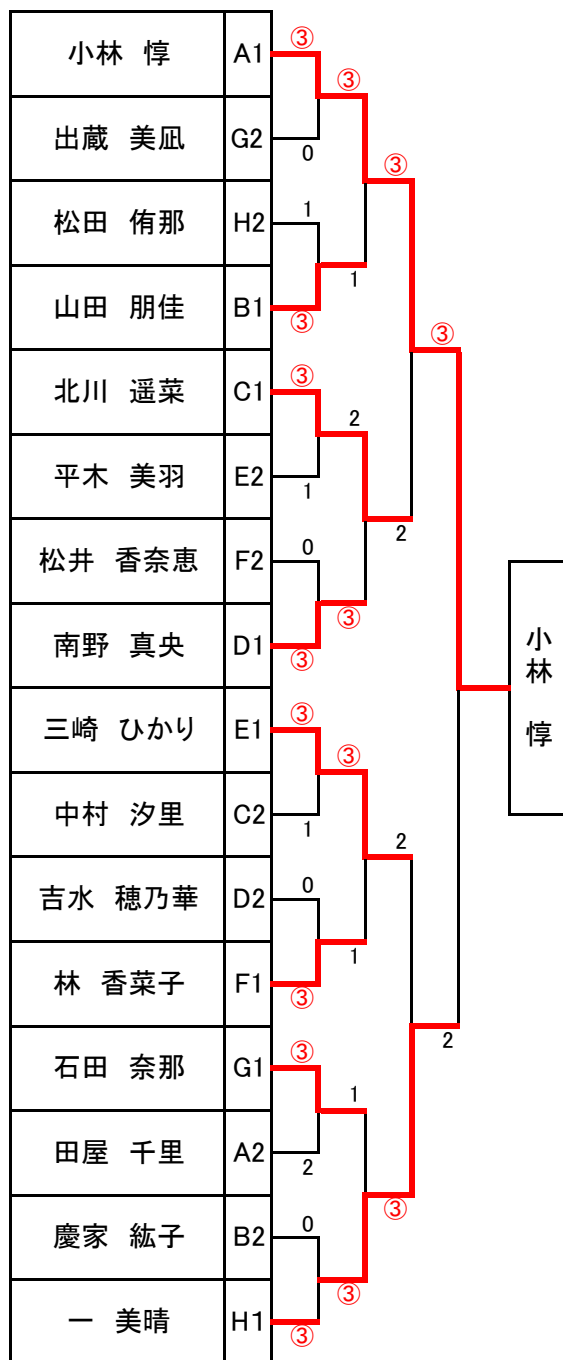 小林 惇 A1
出蔵 美凪 G2
松田 侑那 H2
山田 朋佳 B1
北川 遥菜 C1
平木 美羽 E2
松井 香奈恵 F2
南野 真央 D1
三崎 ひかり E1
中村 汐里 C2
吉水 穂乃華 D2
林 香菜子 F1
石田 奈那 G1
田屋 千里 A2
慶家 紘子 B2
一 美晴 H1
③
0
1
③
③
1
0
③
③
1
0
③
③
2
0
③
③
1
2
③
③
1
1
③
③
2
2
③
③
2
小林 惇